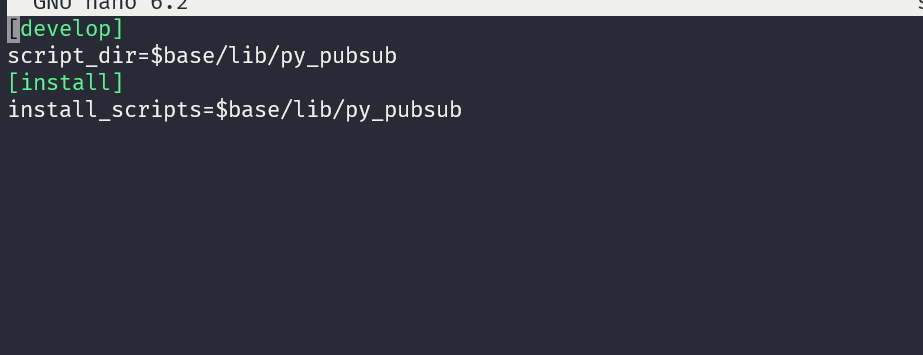 GNU nano 6.2
[develop]
script_dir=$base/lib/py_pubsub
[install]
install_scripts=$base/lib/py_pubsub